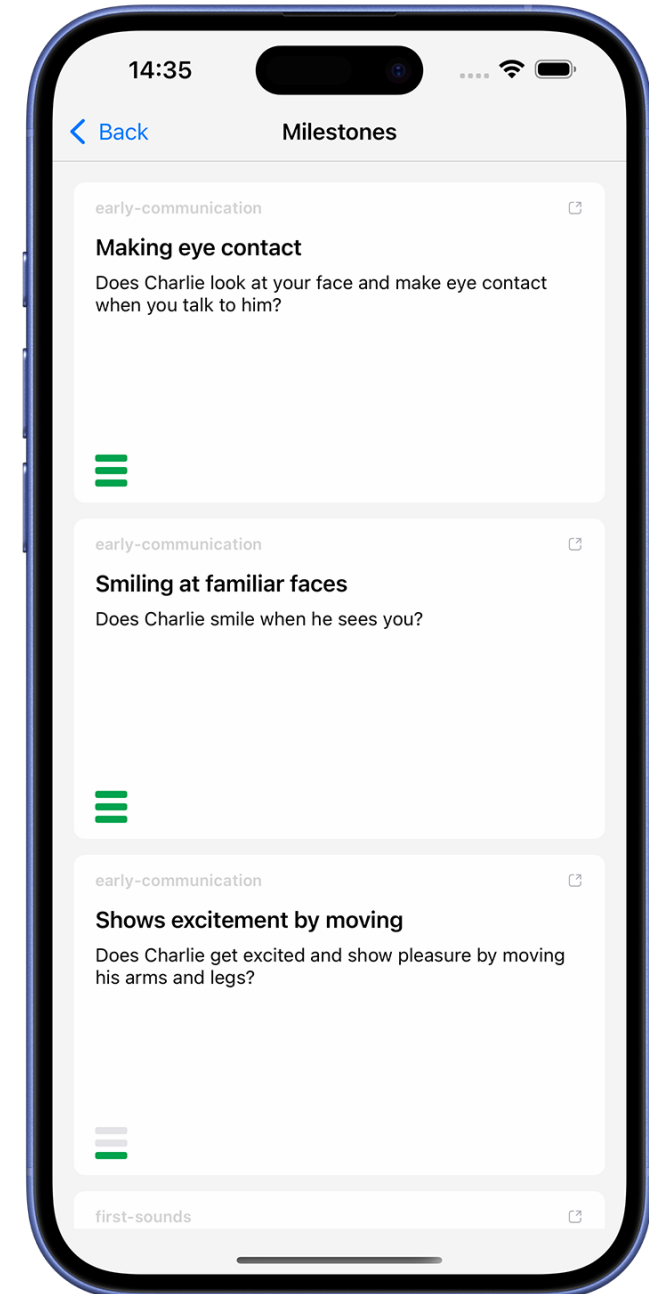 14:35
Back
Milestones
early-communication
Making eye contact
Does Charlie look at your face and make eye contact
when you talk to him?
early-communication
Smiling at familiar faces
Does Charlie smile when he sees you?
early-communication
Shows excitement by moving
Does Charlie get excited and show pleasure by moving
his arms and legs?
first-sounds